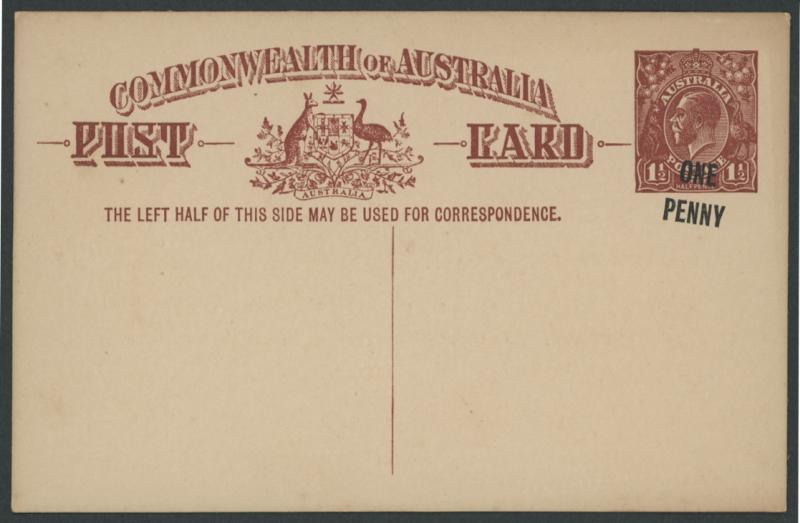 COMMONWEALTH OF AUSTRALIA
POST CARD
AUSTRALIA
THE LEFT HALF OF THIS SIDE MAY BE USED FOR CORRESPONDENCE.
AUSTRALIA
1½ 1½
HALFPEN
ONE
PENNY